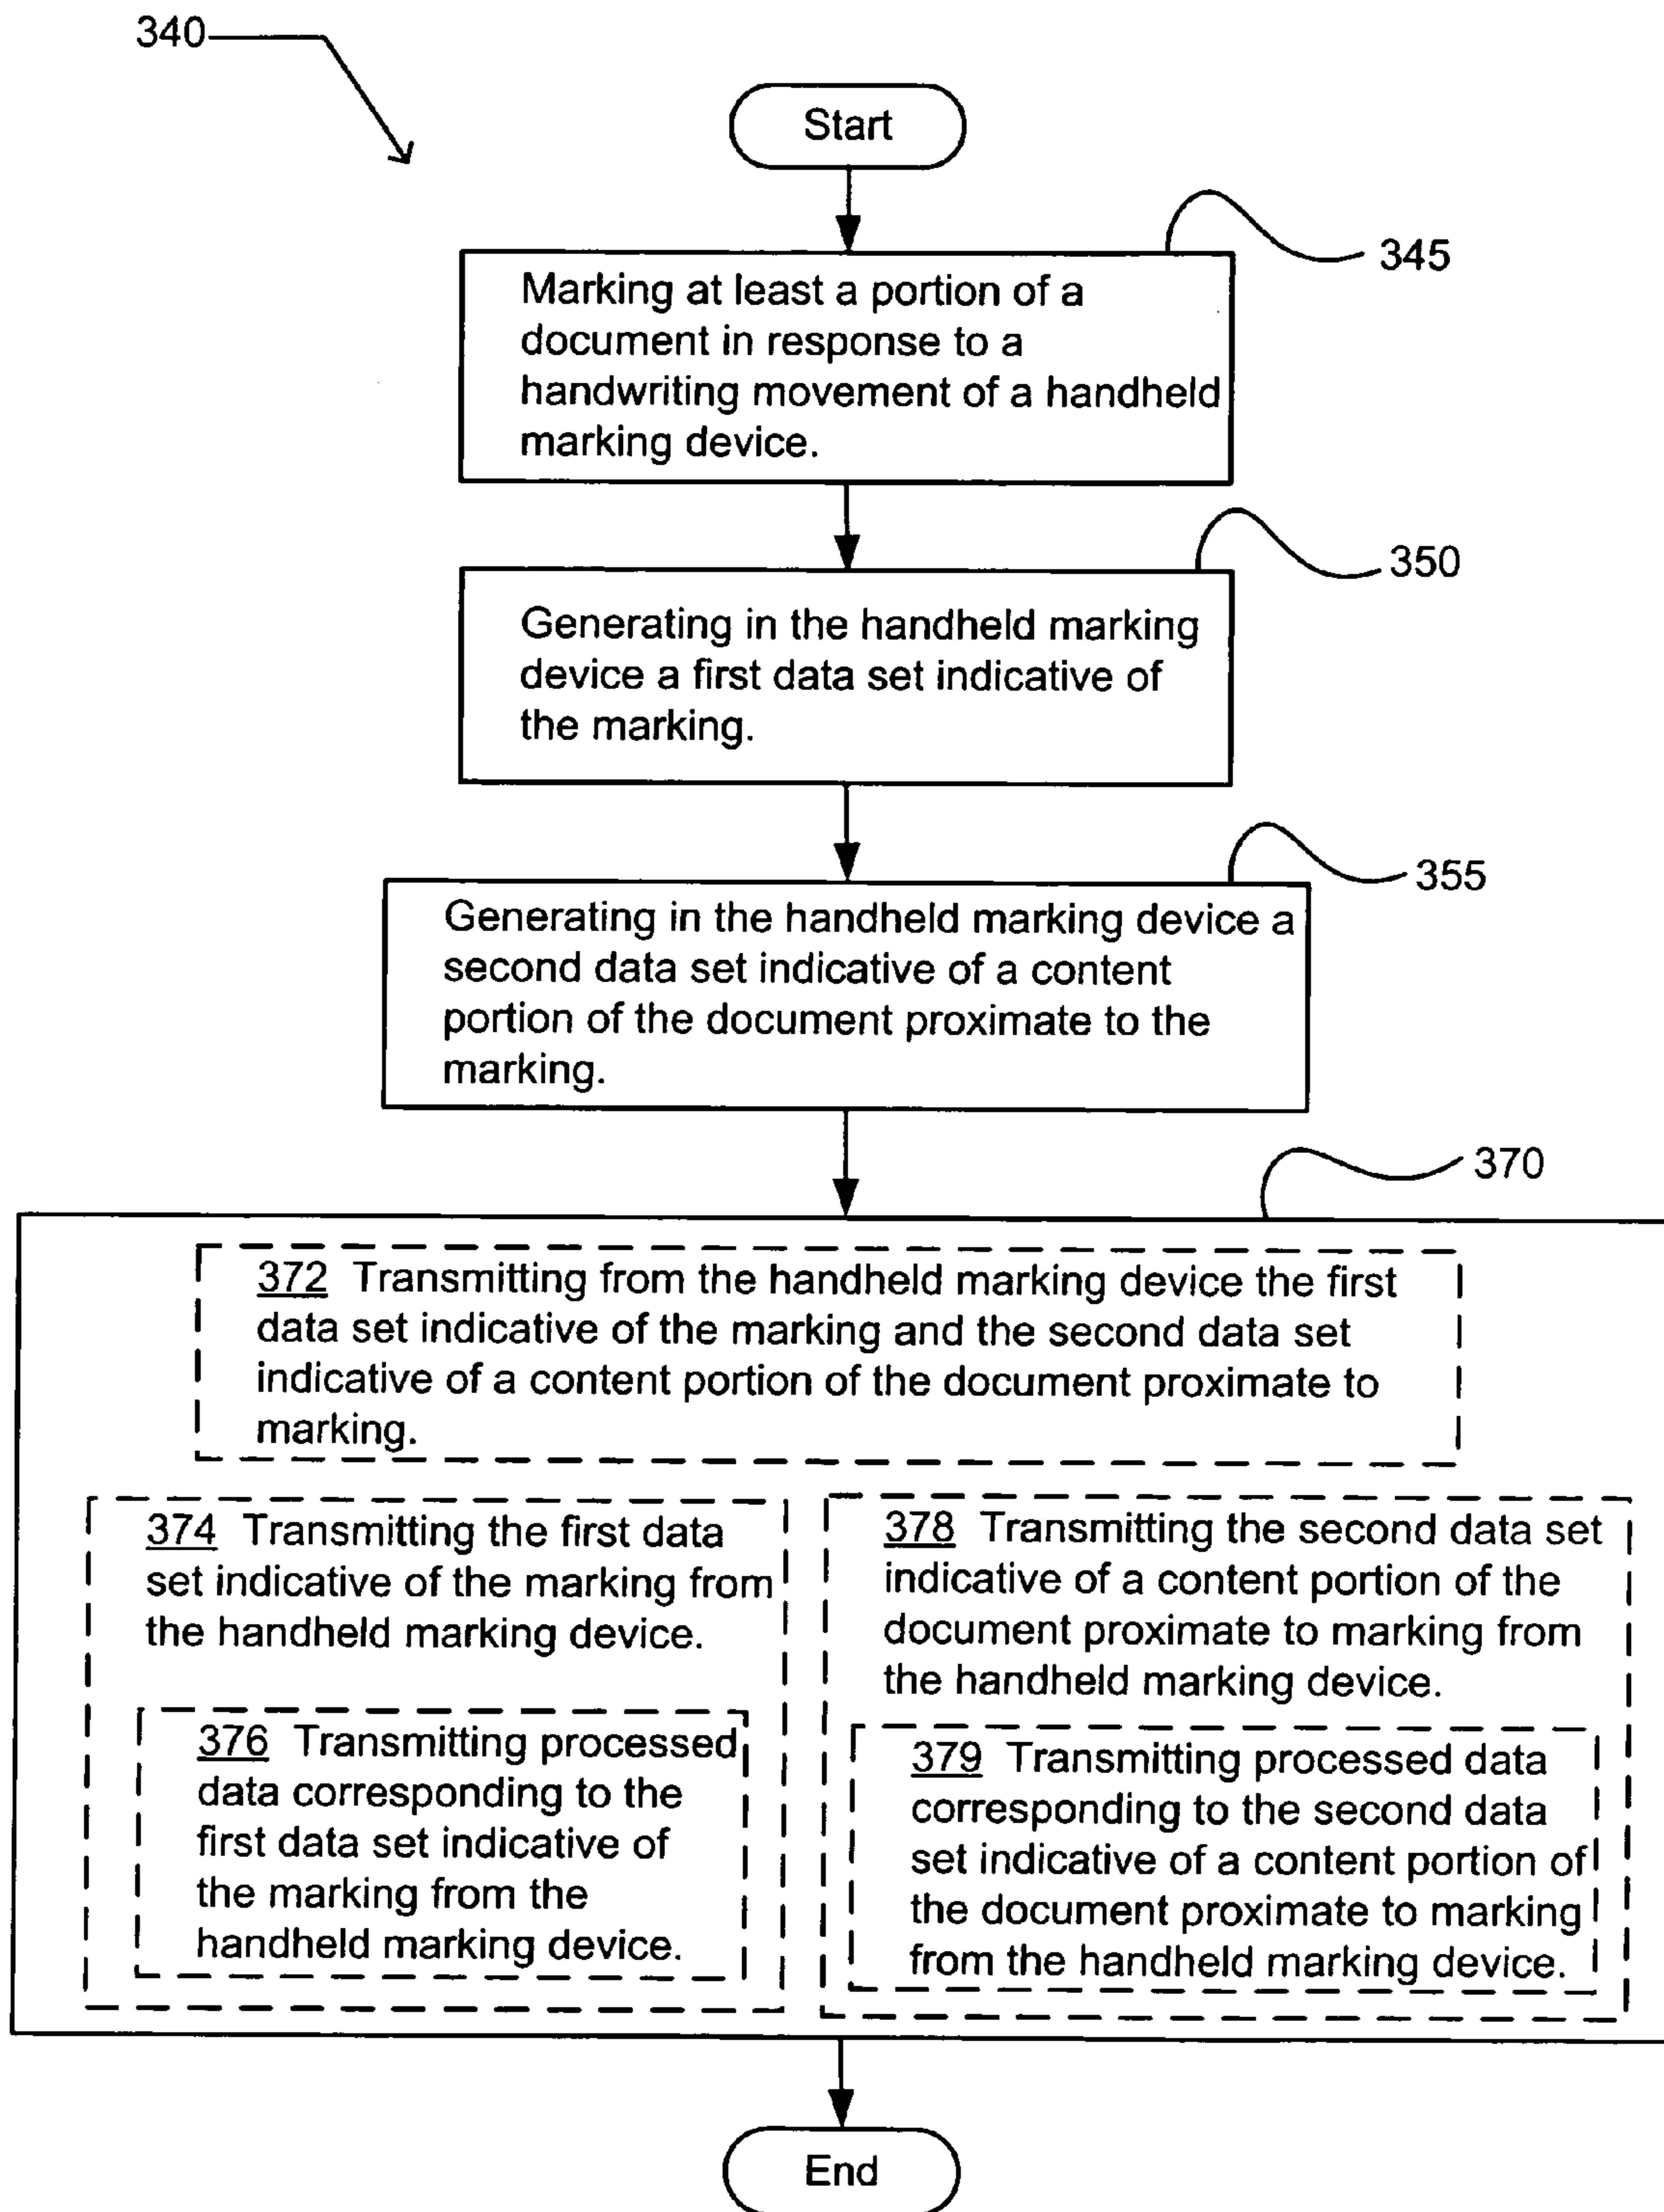 340
Start
345
Marking at least a portion of a
document in response to a
handwriting movement of a handheld
marking device.
350
Generating in the handheld marking
device a first data set indicative of
the marking.
355
Generating in the handheld marking device a
second data set indicative of a content
portion of the document proximate to the
marking.
370
372 Transmitting from the handheld marking device the first
data set indicative of the marking and the second data set
indicative of a content portion of the document proximate to
marking.
374 Transmitting the first data
set indicative of the marking from
the handheld marking device.
376 Transmitting processed
data corresponding to the
first data set indicative of
the marking from the
handheld marking device.
378 Transmitting the second data set
indicative of a content portion of the
document proximate to marking from
the handheld marking device.
379 Transmitting processed data
corresponding to the second data
set indicative of a content portion of
the document proximate to marking
from the handheld marking device.
End